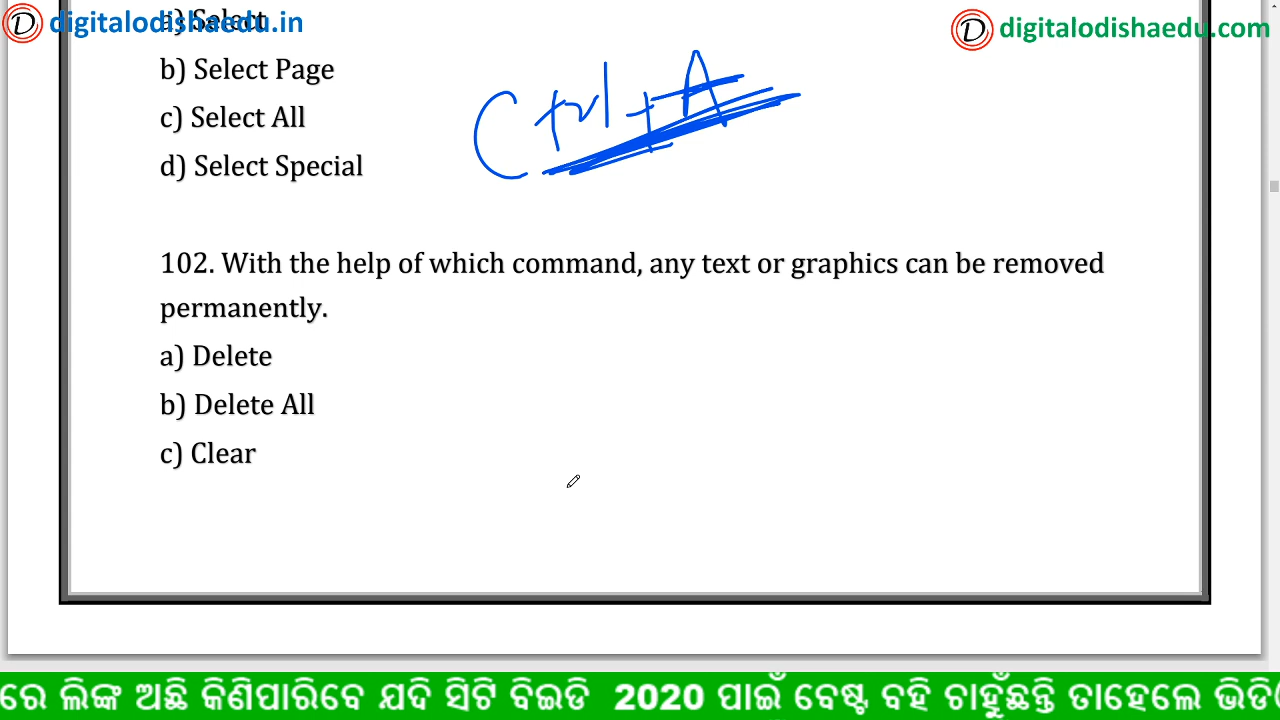 a) Select
digitalodishaedu.in
digitalodishaedu.com
b) Select Page
c) Select All
d) Select Special
Ctrl+A
102. With the help of which command, any text or graphics can be removed
permanently.
a) Delete
b) Delete All
c) Clear
ରେ ଲିଙ୍କ ଅଛି କିଣିପାରିବେ ଯଦି ସିଟି ବିଇଡି 2020 ପାଇଁ ବେଷ୍ଟ ବହି ଚାହୁଁଛନ୍ତି ତାହେଲେ ଭିଡି